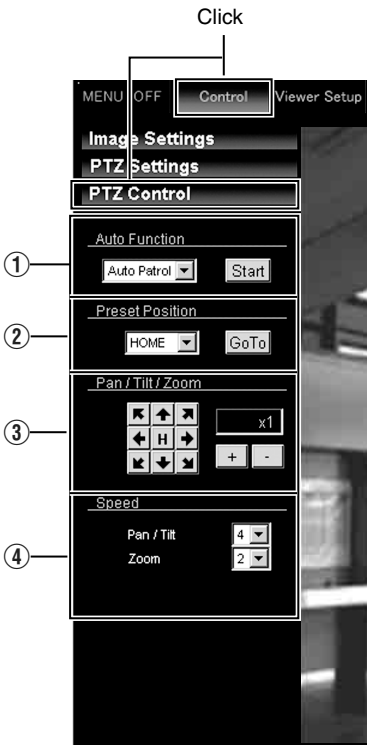 Click
MENU OFF Control Viewer Setup
Image Settings
PTZ Settings
PTZ Control
① Auto Function
Auto Patrol Start
② Preset Position
HOME GoTo
③ Pan / Tilt / Zoom
H x1
+ -
④ Speed
Pan / Tilt 4
Zoom 2